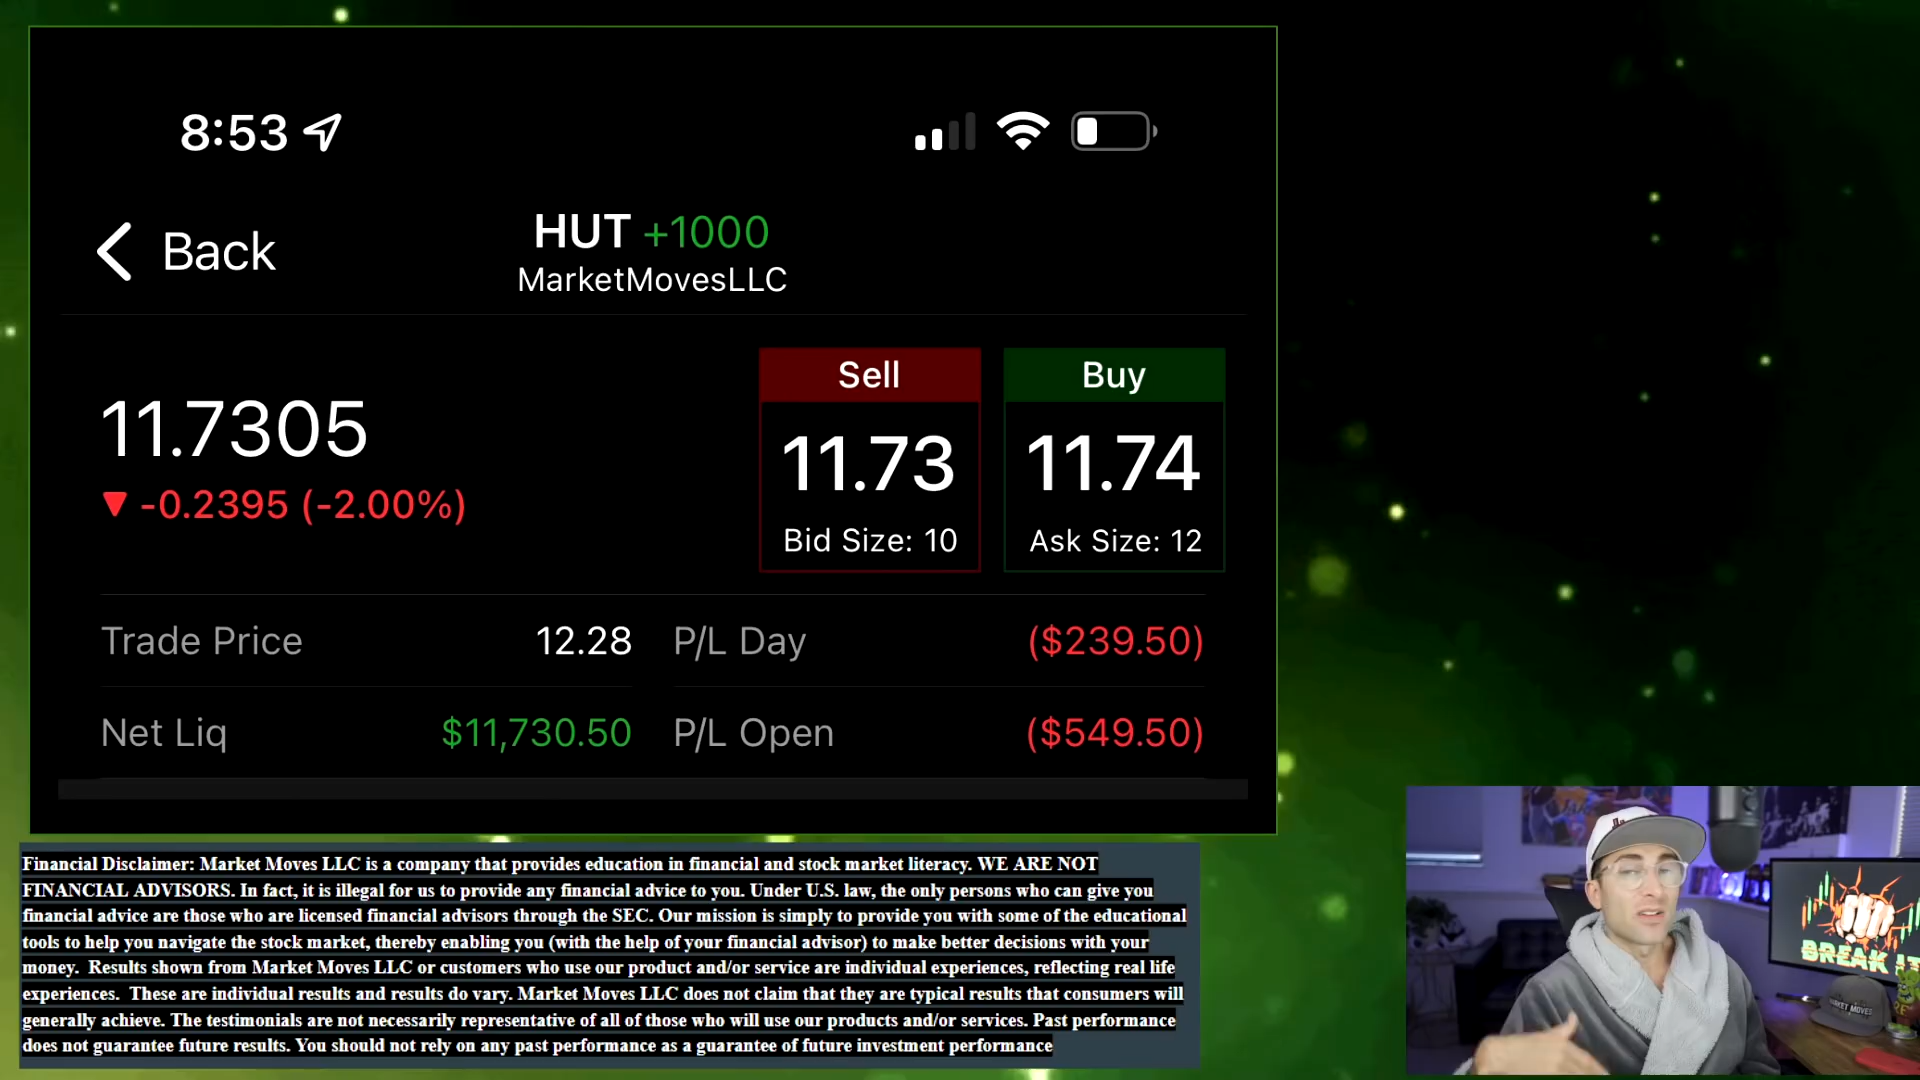 8:53
Back
HUT +1000
MarketMovesLLC
11.7305
-0.2395 (-2.00%)
Sell
11.73
Bid Size: 10
Buy
11.74
Ask Size: 12
Trade Price 12.28 P/L Day ($239.50)
Net Liq $11,730.50 P/L Open ($549.50)
Financial Disclaimer: Market Moves LLC is a company that provides education in financial and stock market literacy. WE ARE NOT
FINANCIAL ADVISORS. In fact, it is illegal for us to provide any financial advice to you. Under U.S. law, the only persons who can give you
financial advice are those who are licensed financial advisors through the SEC. Our mission is simply to provide you with some of the educational
tools to help you navigate the stock market, thereby enabling you (with the help of your financial advisor) to make better decisions with your
money. Results shown from Market Moves LLC or customers who use our product and/or service are individual experiences, reflecting real life
experiences. These are individual results and results do vary. Market Moves LLC does not claim that they are typical results that consumers will
generally achieve. The testimonials are not necessarily representative of all of those who will use our products and/or services. Past performance
does not guarantee future results. You should not rely on any past performance as a guarantee of future investment performance
BREAK IT
MARKET MOVES